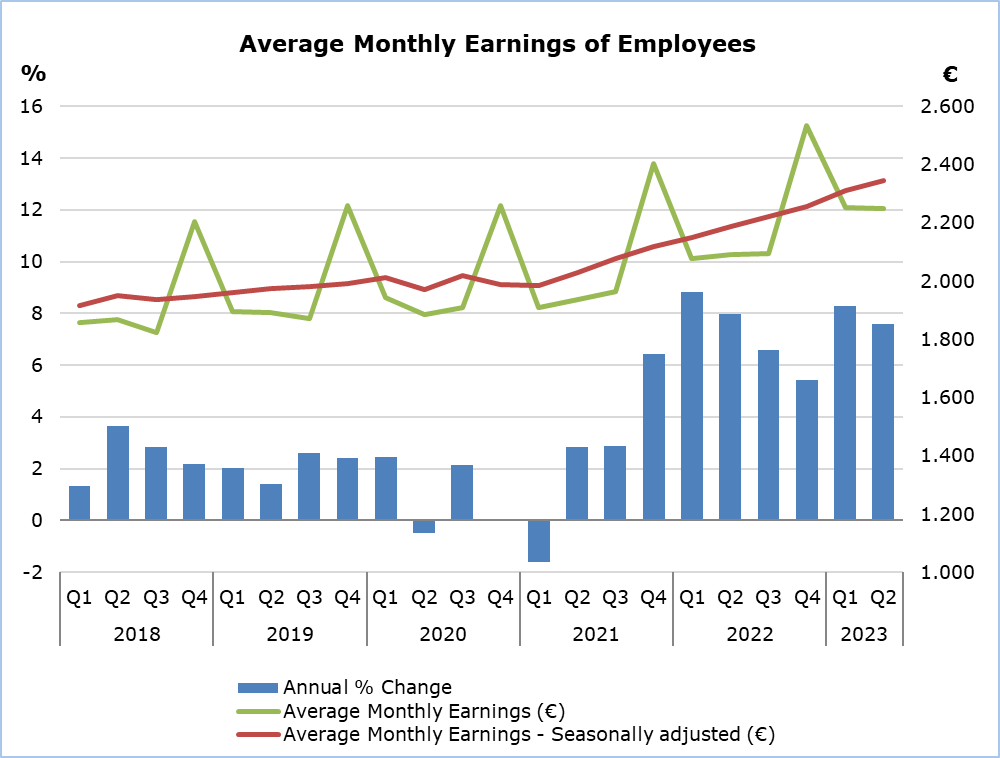 Average Monthly Earnings of Employees
% €
16 2.600
14 2.400
12 2.200
10 2.000
8 1.800
6 1.600
4 1.400
2 1.200
0 1.000
-2
Q1 Q2 Q3 Q4 Q1 Q2 Q3 Q4 Q1 Q2 Q3 Q4 Q1 Q2 Q3 Q4 Q1 Q2 Q3 Q4 Q1 Q2
2018 2019 2020 2021 2022 2023
Annual % Change
Average Monthly Earnings (€)
Average Monthly Earnings - Seasonally adjusted (€)